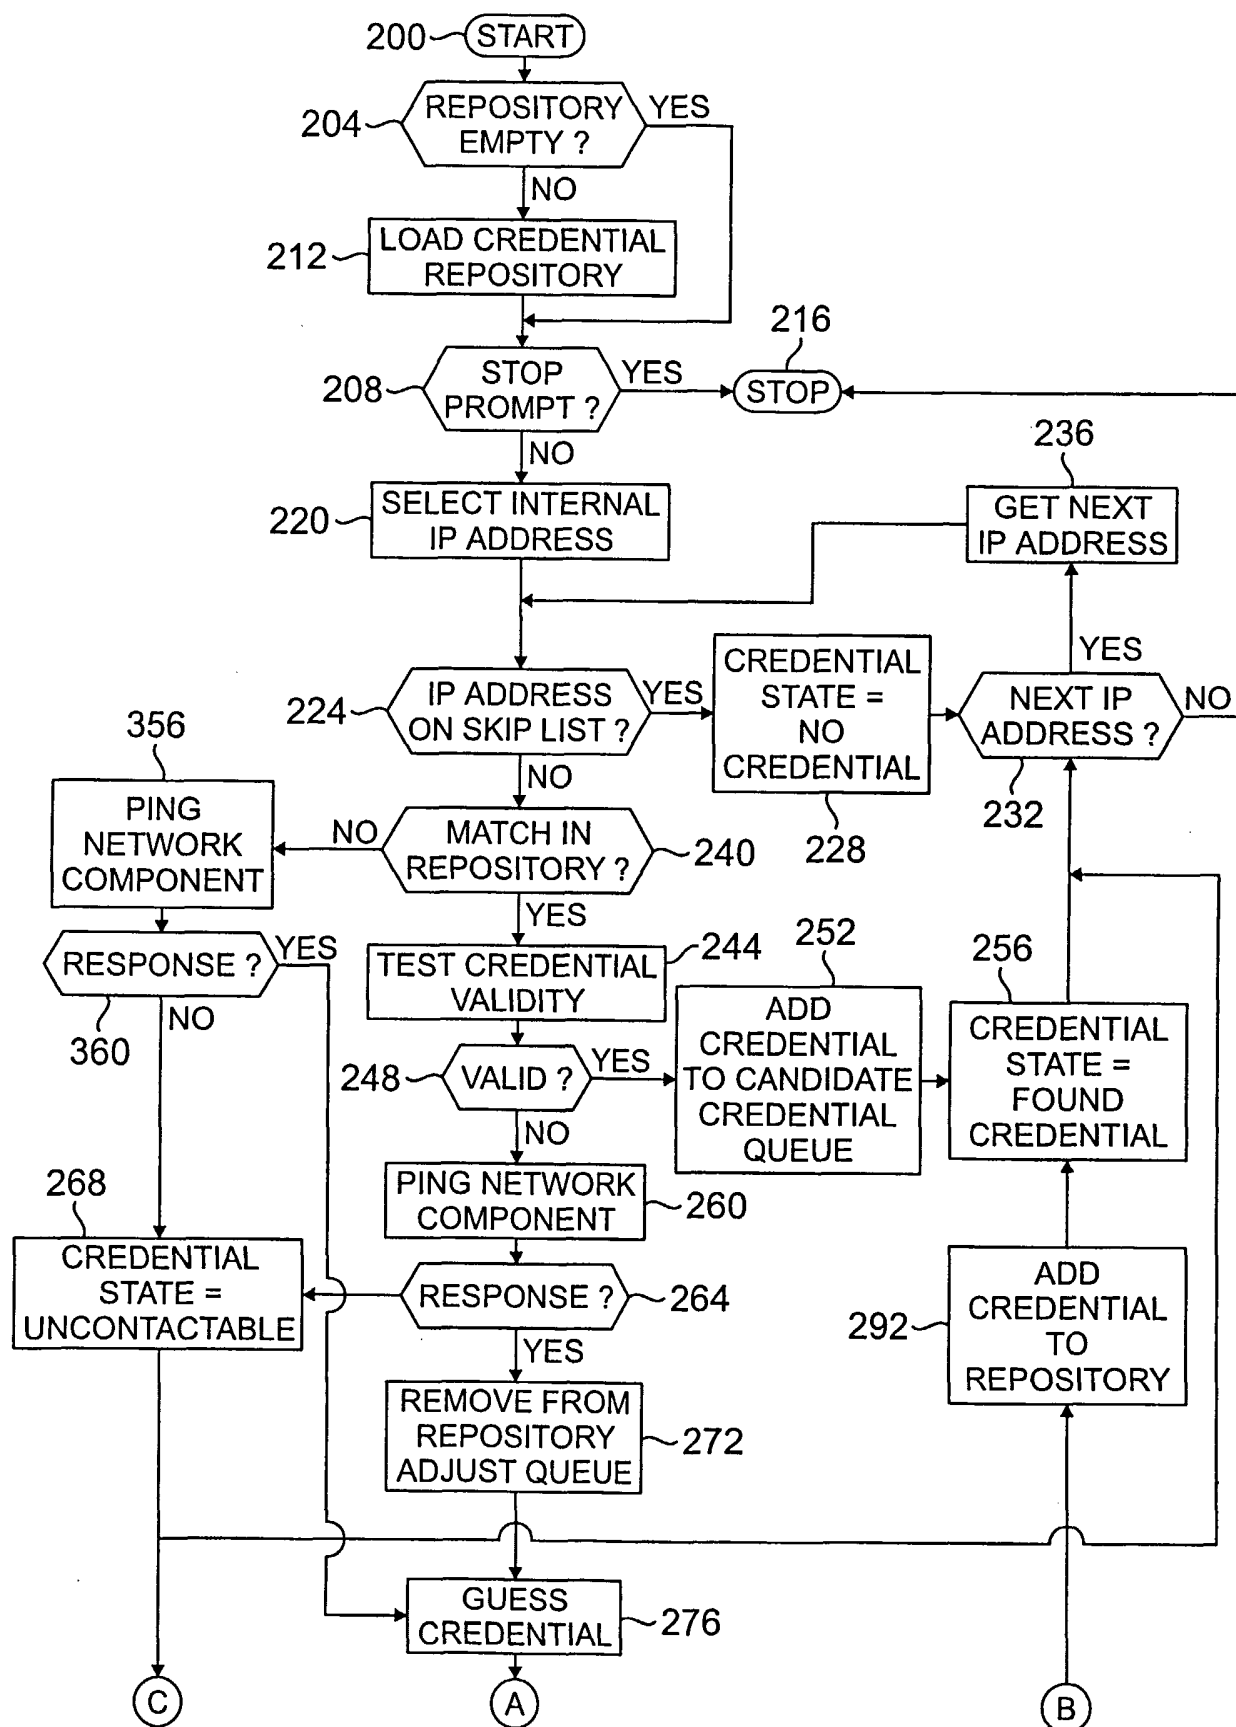 200
START
204
REPOSITORY
EMPTY ?
YES
NO
212
LOAD CREDENTIAL
REPOSITORY
216
208
STOP
PROMPT ?
YES
STOP
NO
236
220
SELECT INTERNAL
IP ADDRESS
GET NEXT
IP ADDRESS
YES
224
IP ADDRESS
ON SKIP LIST ?
YES
CREDENTIAL
STATE =
NO
CREDENTIAL
NEXT IP
ADDRESS ?
NO
NO
228
232
356
PING
NETWORK
COMPONENT
NO
MATCH IN
REPOSITORY ?
240
YES
RESPONSE ?
YES
360
NO
TEST CREDENTIAL
VALIDITY
244
252
256
248
VALID ?
YES
ADD
CREDENTIAL
TO CANDIDATE
CREDENTIAL
QUEUE
CREDENTIAL
STATE =
FOUND
CREDENTIAL
NO
PING NETWORK
COMPONENT
260
268
CREDENTIAL
STATE =
UNCONTACTABLE
RESPONSE ?
264
YES
292
ADD
CREDENTIAL
TO
REPOSITORY
REMOVE FROM
REPOSITORY
ADJUST QUEUE
272
GUESS
CREDENTIAL
276
C
A
B